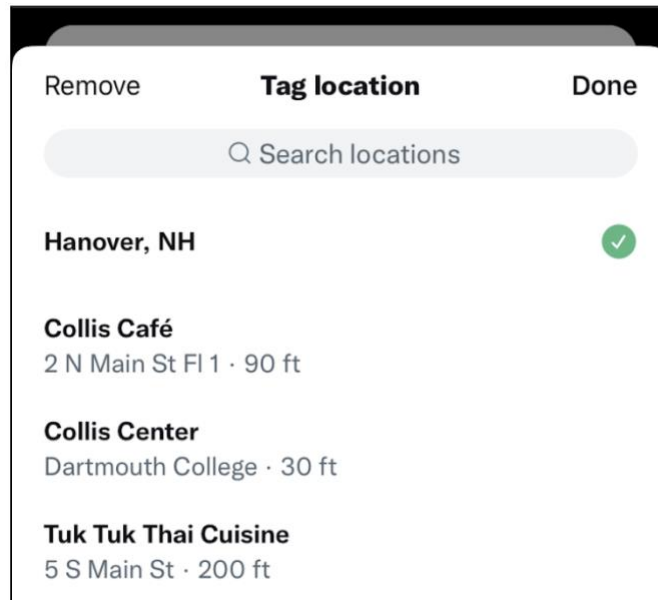 Remove
Tag location
Done
Search locations
Hanover, NH
Collis Café
2 N Main St Fl 1 · 90 ft
Collis Center
Dartmouth College · 30 ft
Tuk Tuk Thai Cuisine
5 S Main St · 200 ft